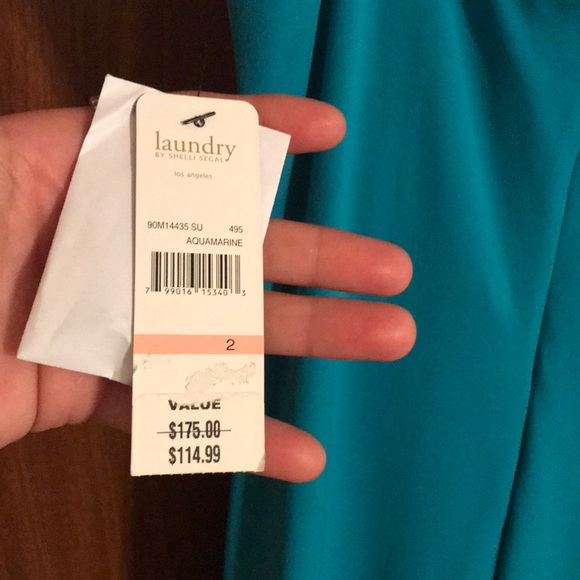 laundry
BY SHELLI SEGAL
los angeles
90M14435 SU 495
AQUAMARINE
7 99016 15340 3
2
VALUE
$175.00
$114.99